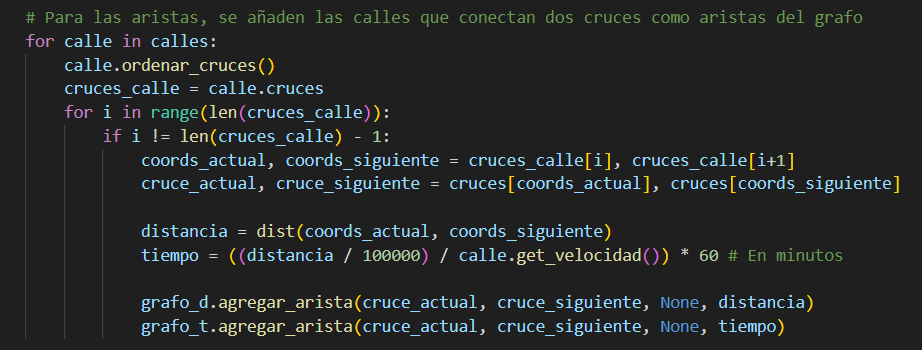 # Para las aristas, se añaden las calles que conectan dos cruces como aristas del grafo
for calle in calles:
    calle.ordenar_cruces()
    cruces_calle = calle.cruces
    for i in range(len(cruces_calle)):
        if i != len(cruces_calle) - 1:
            coords_actual, coords_siguiente = cruces_calle[i], cruces_calle[i+1]
            cruce_actual, cruce_siguiente = cruces[coords_actual], cruces[coords_siguiente]

            distancia = dist(coords_actual, coords_siguiente)
            tiempo = ((distancia / 100000) / calle.get_velocidad()) * 60 # En minutos

            grafo_d.agregar_arista(cruce_actual, cruce_siguiente, None, distancia)
            grafo_t.agregar_arista(cruce_actual, cruce_siguiente, None, tiempo)